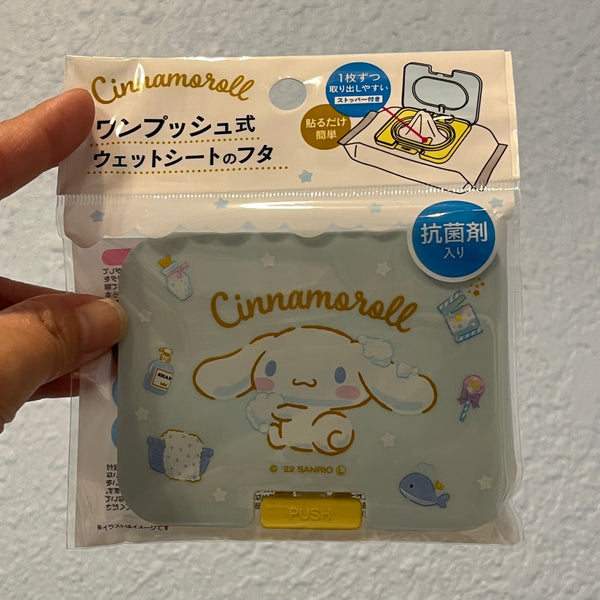 Cinnamoroll
ワンプッシュ式
ウェットシートのフタ
1枚ずつ
取り出しやすい
ストッパー付き
貼るだけ
簡単
抗菌剤
入り
Cinnamoroll
© '22 SANRIO Ⓛ
PUSH